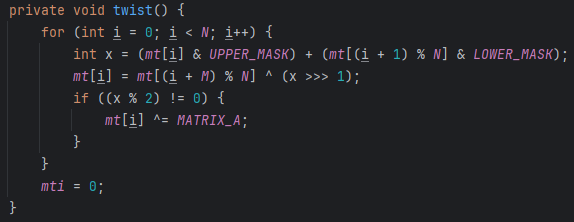 private void twist() {
for (int i = 0; i < N; i++) {
int x = (mt[i] & UPPER_MASK) + (mt[(i + 1) % N] & LOWER_MASK);
mt[i] = mt[(i + M) % N] ^ (x >>> 1);
if ((x % 2) != 0) {
mt[i] ^= MATRIX_A;
}
}
mti = 0;
}